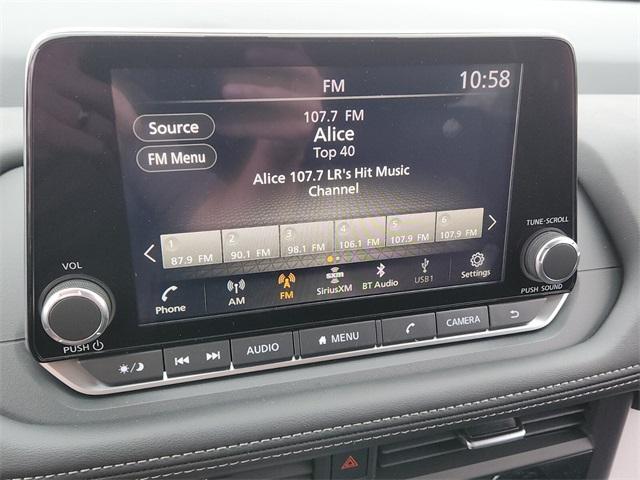 FM
10:58
Source
FM Menu
107.7 FM
Alice
Top 40
Alice 107.7 LR's Hit Music
Channel
1 2 3 4 5 6
87.9 FM 90.1 FM 98.1 FM 106.1 FM 107.9 FM 107.9 FM
Phone AM FM SXM SiriusXM BT Audio USB1 Settings
VOL
PUSH
TUNE·SCROLL
PUSH SOUND
AUDIO
MENU
CAMERA